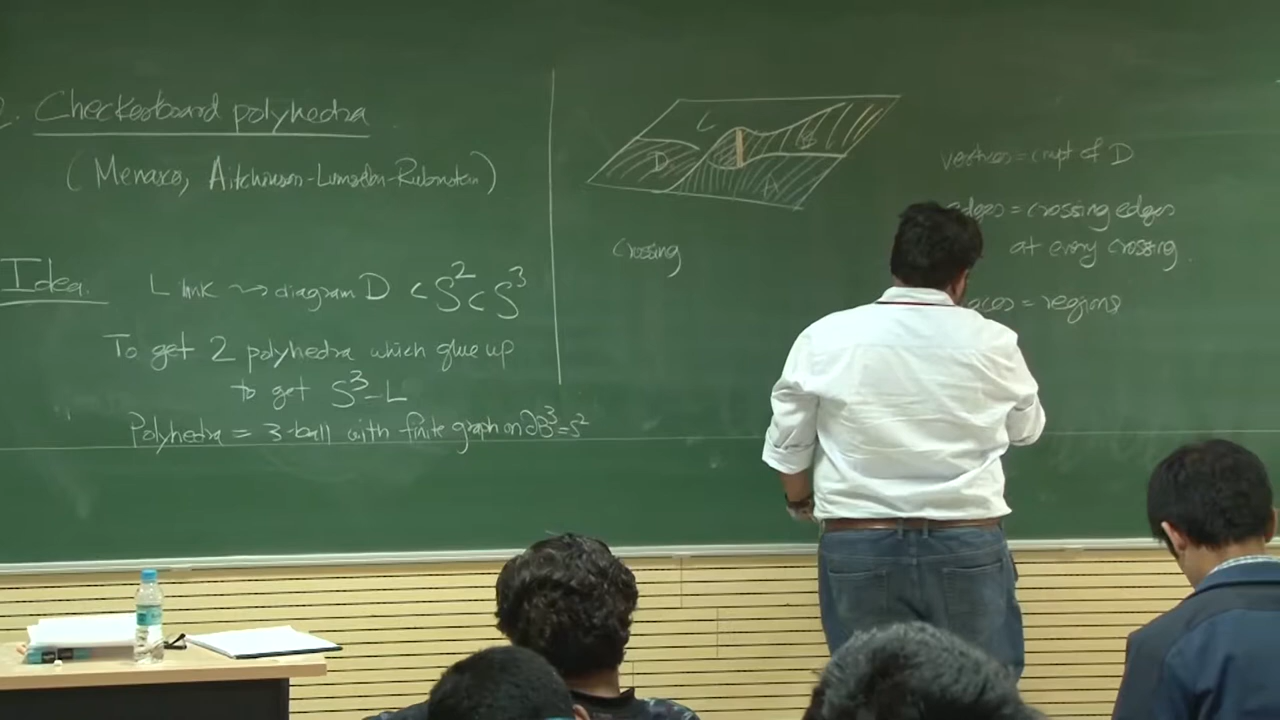 2. Checkerboard polyhedra
(Menasco, Aitchison-Lumsden-Rubinstein)
Idea. L link ⇝ diagram D ⊂ S² ⊂ S³
To get 2 polyhedra which glue up
to get S³-L
Polyhedra = 3-ball with finite graph on ∂B³=S²
L
D
B
A
Crossing
vertices = of D
edges = crossing edges
at every crossing.
faces = regions